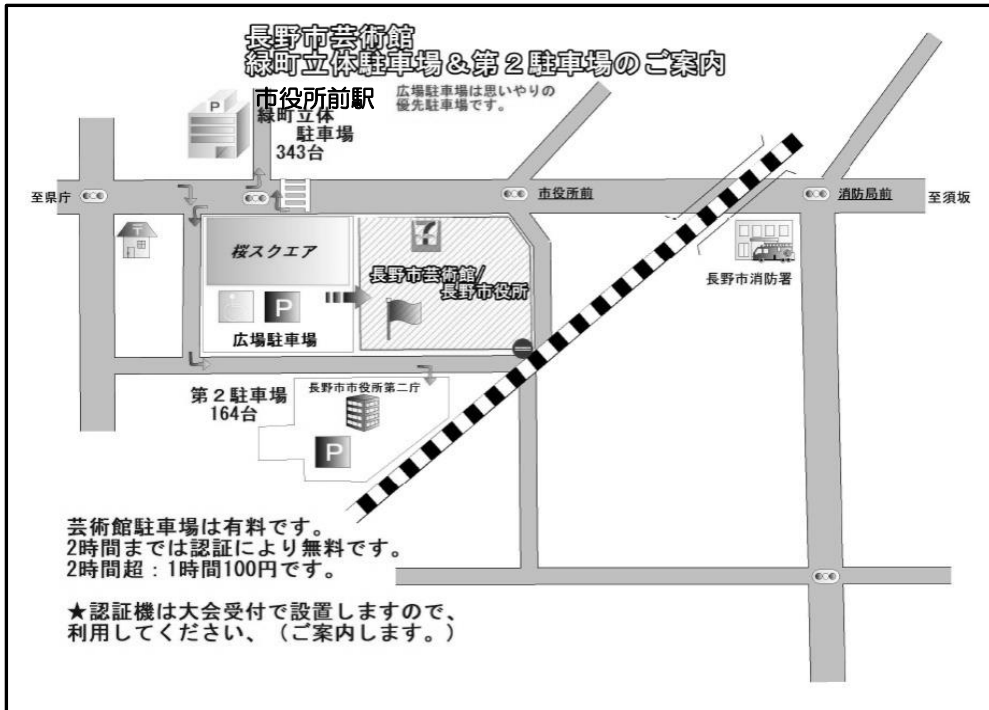 長野市芸術館
緑町立体駐車場＆第２駐車場のご案内
市役所前駅
広場駐車場は思いやりの
優先駐車場です。
P
緑町立体
駐車場
343台
至県庁
市役所前
消防局前
至須坂
〒
桜スクエア
7
長野市芸術館/
長野市役所
長野市消防署
P
広場駐車場
第２駐車場
164台
長野市市役所第二庁
P
芸術館駐車場は有料です。
2時間までは認証により無料です。
2時間超：1時間100円です。
★認証機は大会受付で設置しますので、
利用してください、（ご案内します。）